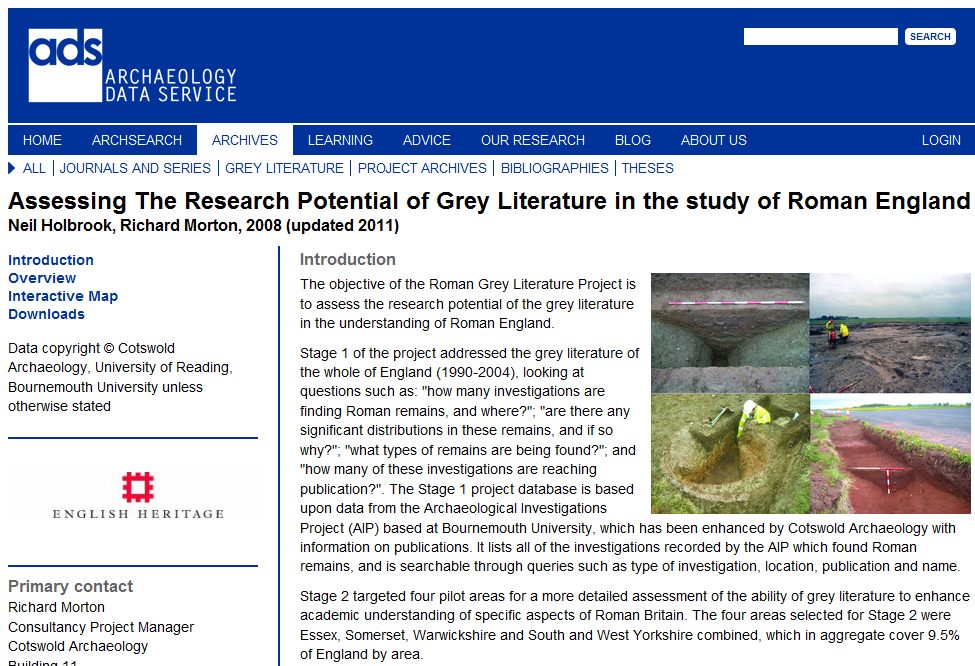 ads
ARCHAEOLOGY
DATA SERVICE
SEARCH
HOME ARCHSEARCH ARCHIVES LEARNING ADVICE OUR RESEARCH BLOG ABOUT US LOGIN
ALL JOURNALS AND SERIES GREY LITERATURE PROJECT ARCHIVES BIBLIOGRAPHIES THESES
Assessing The Research Potential of Grey Literature in the study of Roman England
Neil Holbrook, Richard Morton, 2008 (updated 2011)
Introduction
Overview
Interactive Map
Downloads
Data copyright © Cotswold
Archaeology, University of Reading,
Bournemouth University unless
otherwise stated
ENGLISH HERITAGE
Primary contact
Richard Morton
Consultancy Project Manager
Cotswold Archaeology
Building 11
Introduction
The objective of the Roman Grey Literature Project is
to assess the research potential of the grey literature
in the understanding of Roman England.
Stage 1 of the project addressed the grey literature of
the whole of England (1990-2004), looking at
questions such as: "how many investigations are
finding Roman remains, and where?"; "are there any
significant distributions in these remains, and if so
why?"; "what types of remains are being found?"; and
"how many of these investigations are reaching
publication?". The Stage 1 project database is based
upon data from the Archaeological Investigations
Project (AIP) based at Bournemouth University, which has been enhanced by Cotswold Archaeology with
information on publications. It lists all of the investigations recorded by the AIP which found Roman
remains, and is searchable through queries such as type of investigation, location, publication and name.
Stage 2 targeted four pilot areas for a more detailed assessment of the ability of grey literature to enhance
academic understanding of specific aspects of Roman Britain. The four areas selected for Stage 2 were
Essex, Somerset, Warwickshire and South and West Yorkshire combined, which in aggregate cover 9.5%
of England by area.